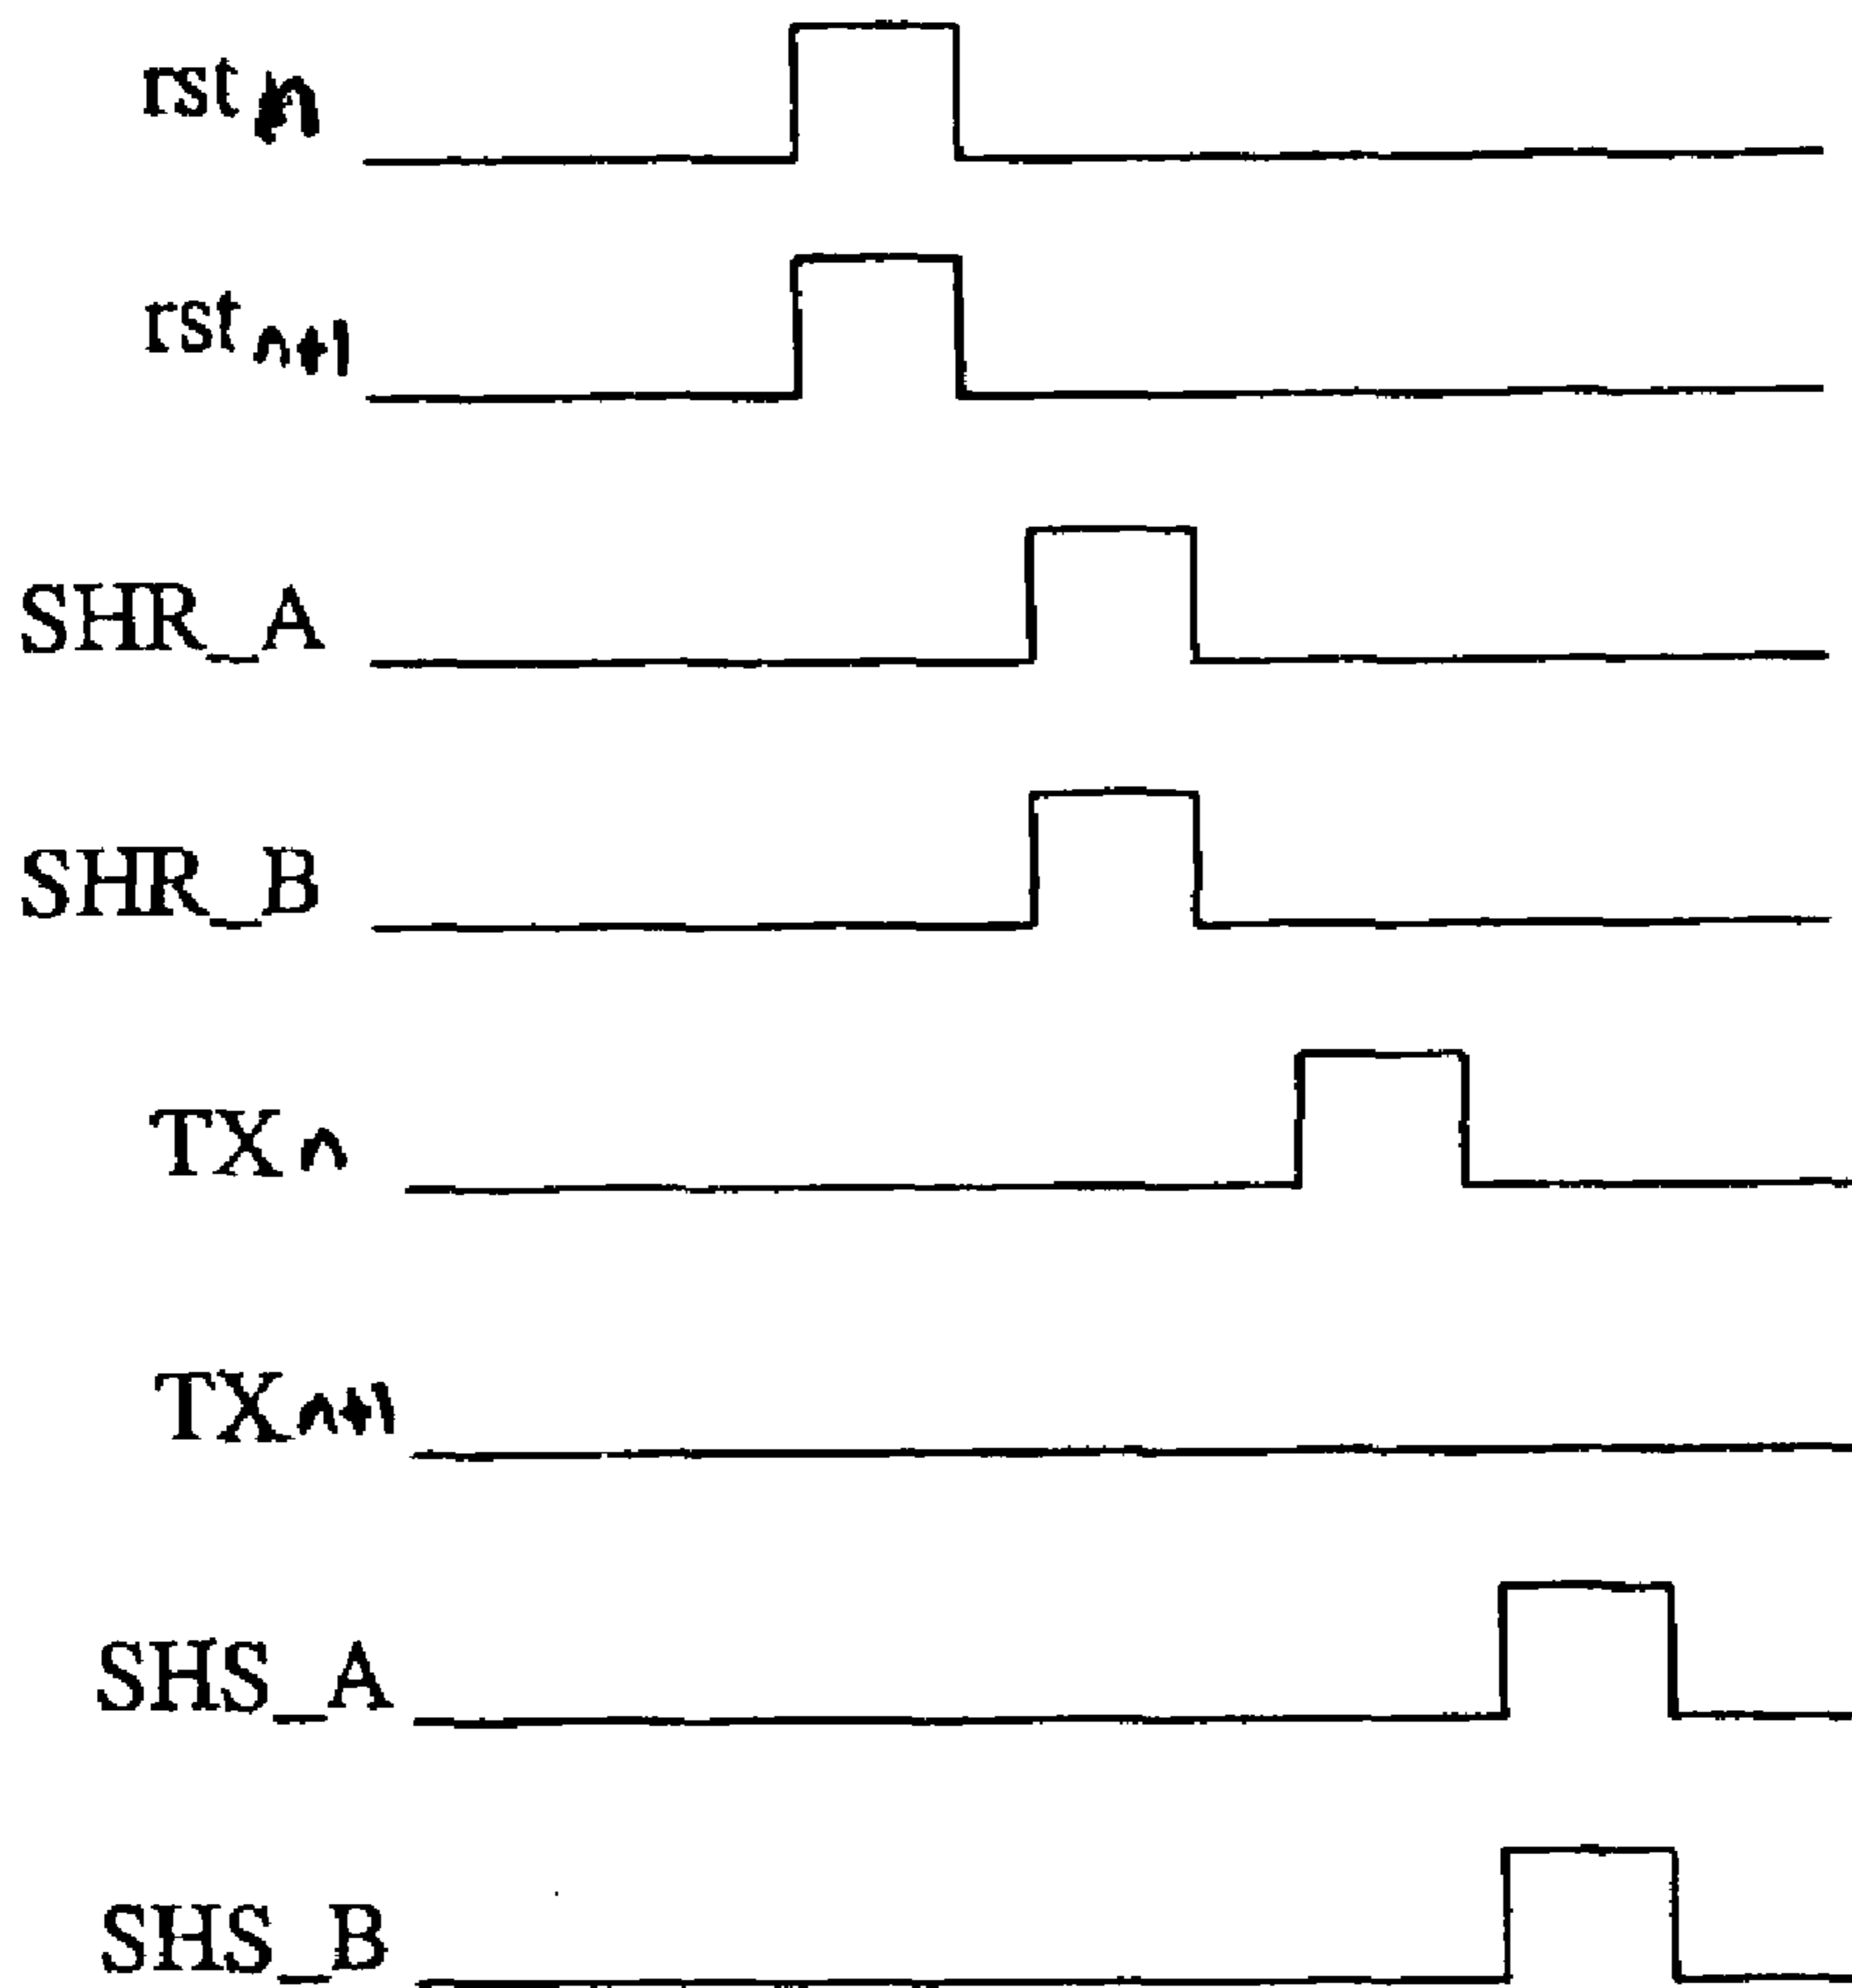 rst n
rst n+1
SHR_A
SHR_B
TX n
TX n+1
SHS_A
SHS_B